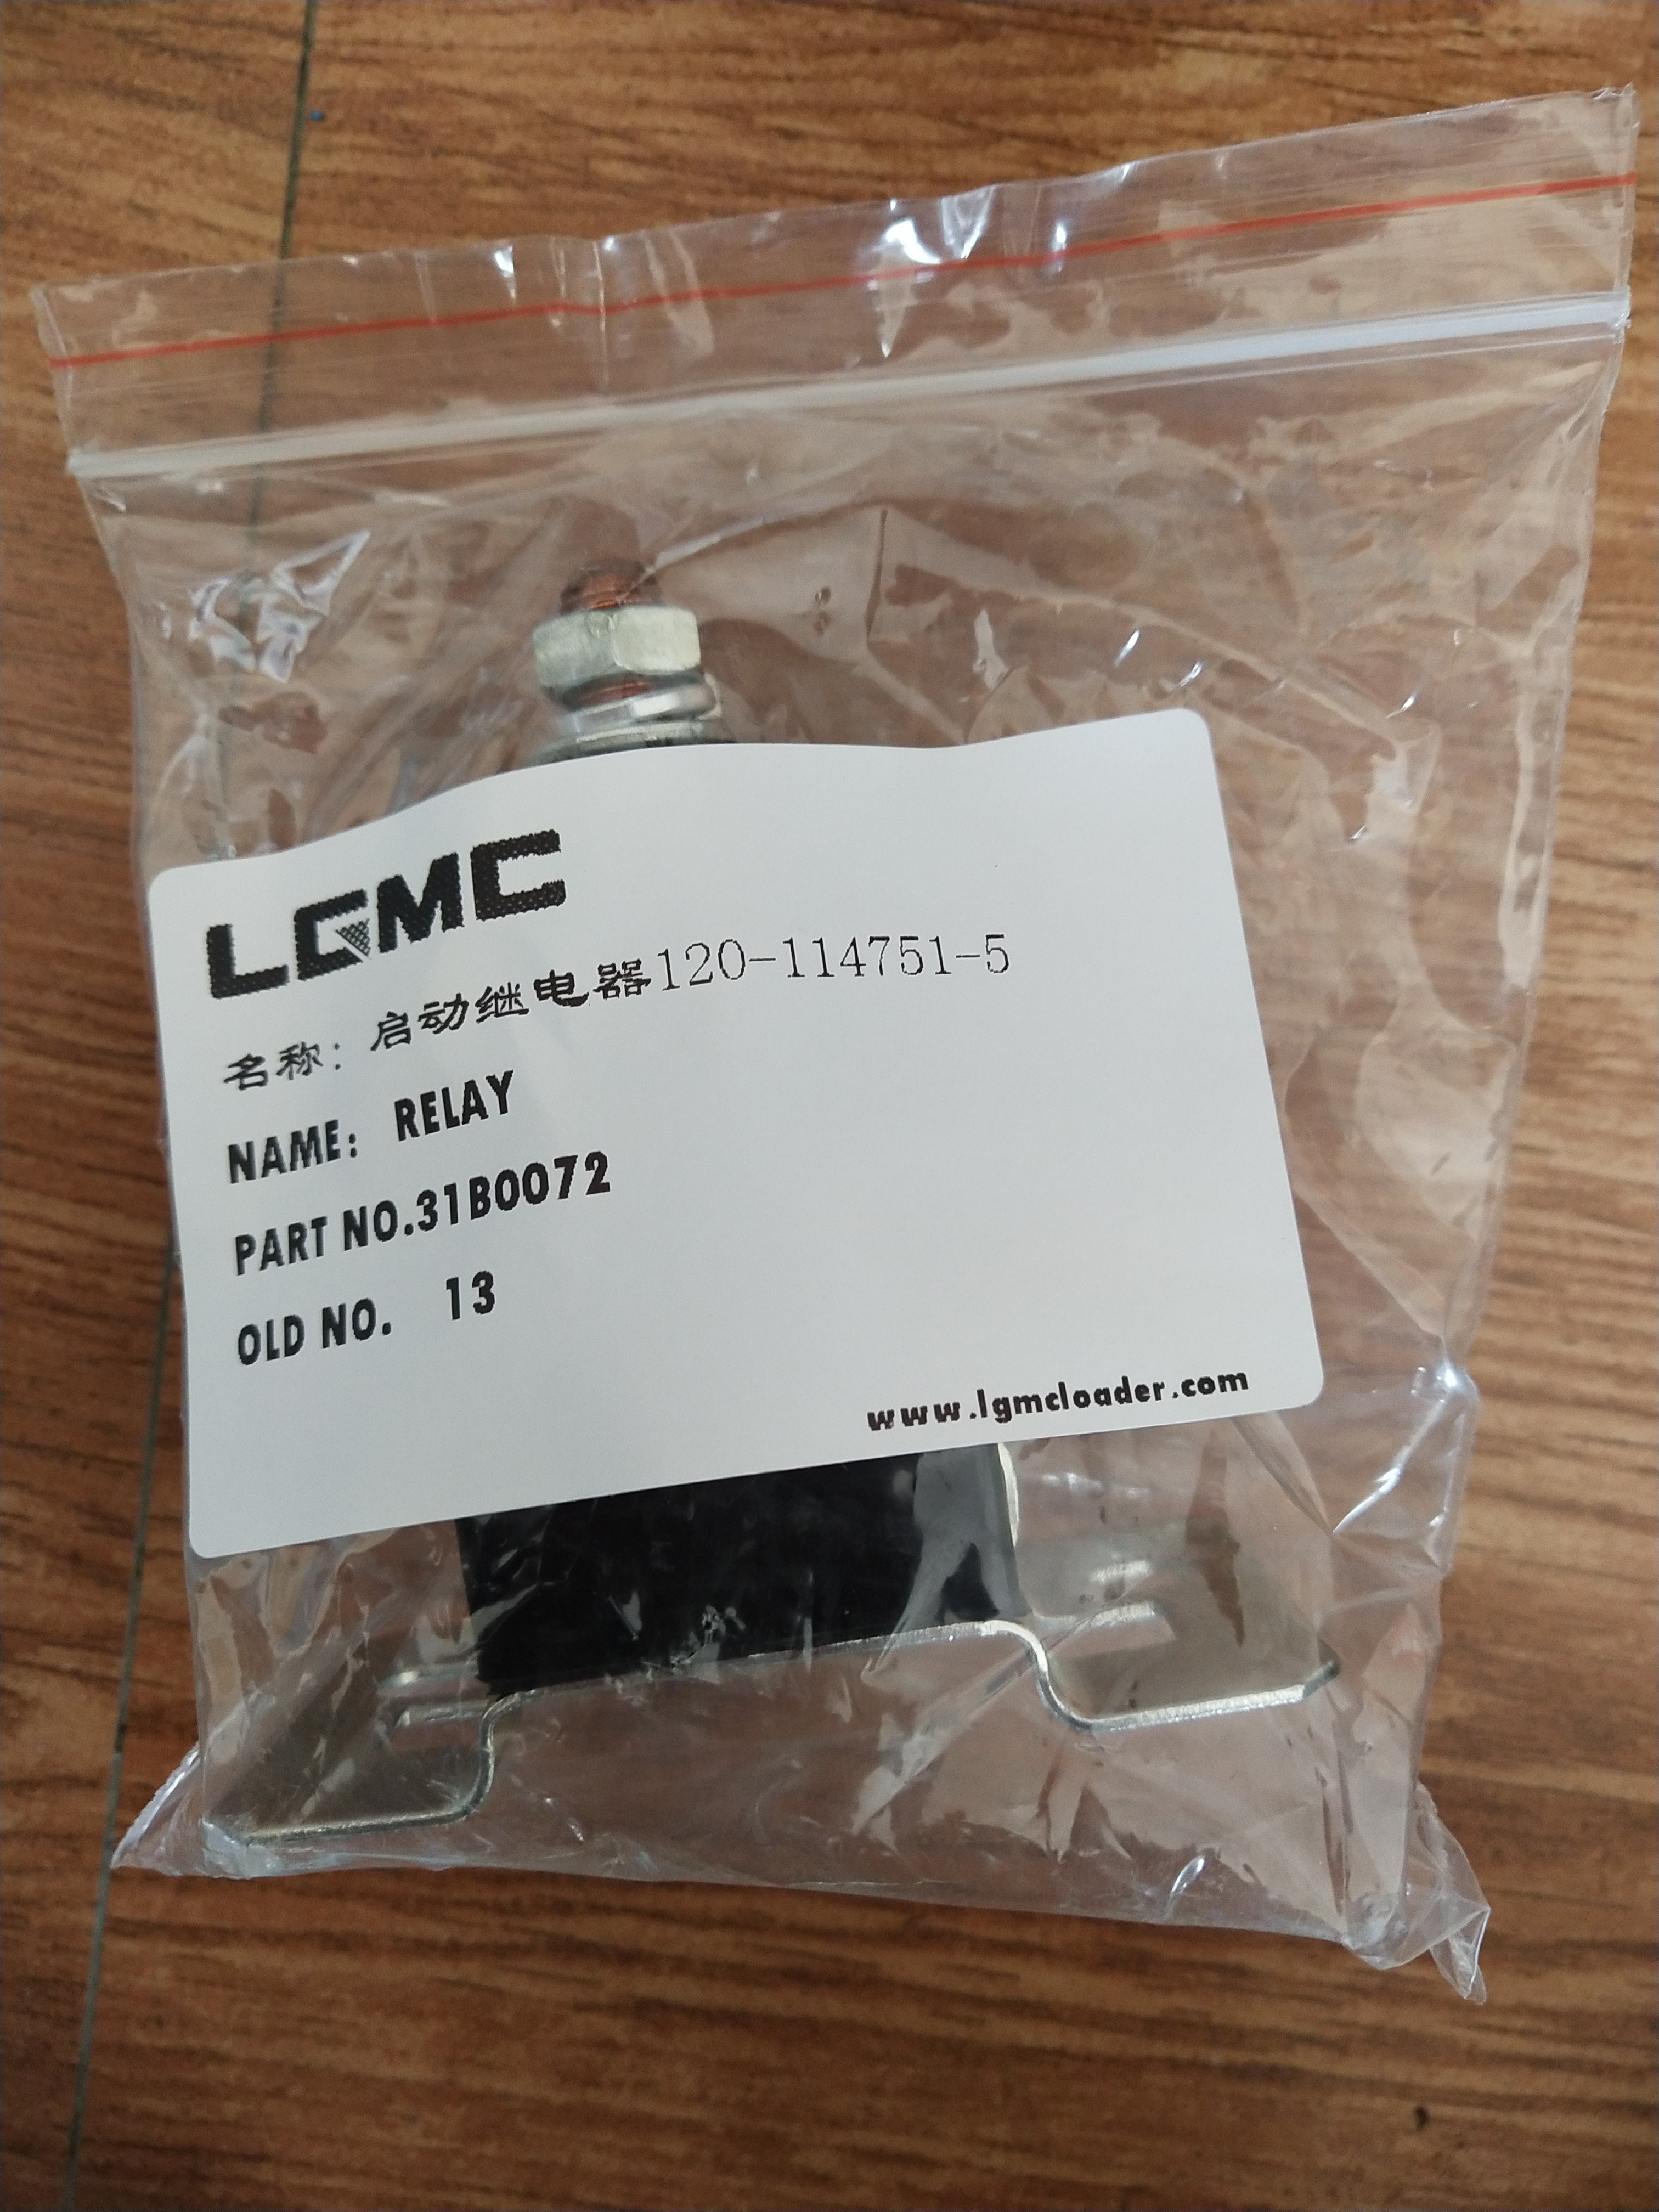 LGMC
名称：启动继电器120-114751-5
NAME: RELAY
PART NO.31B0072
OLD NO. 13
www.lgmcloader.com